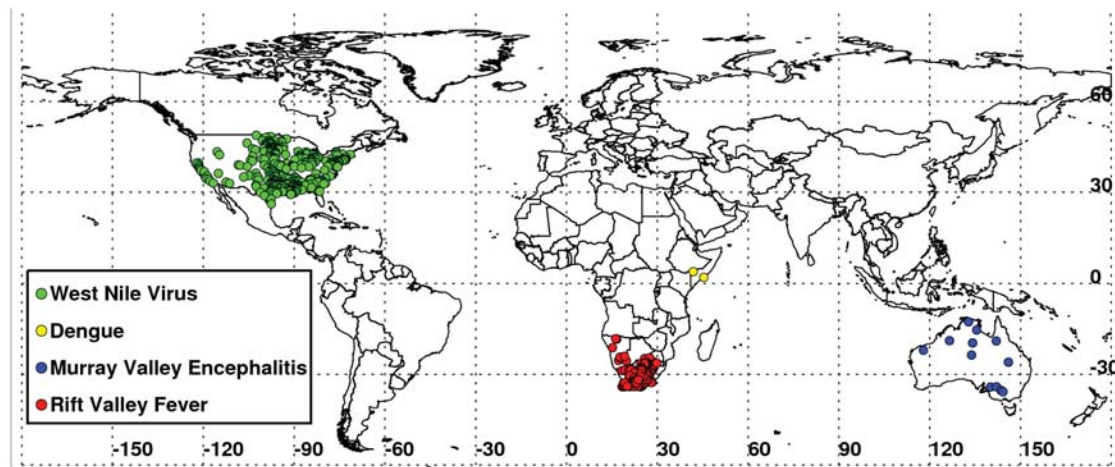 60
30
0
-30
West Nile Virus
Dengue
Murray Valley Encephalitis
Rift Valley Fever
-150 -120 -90 -60 -30 0 30 60 90 120 150